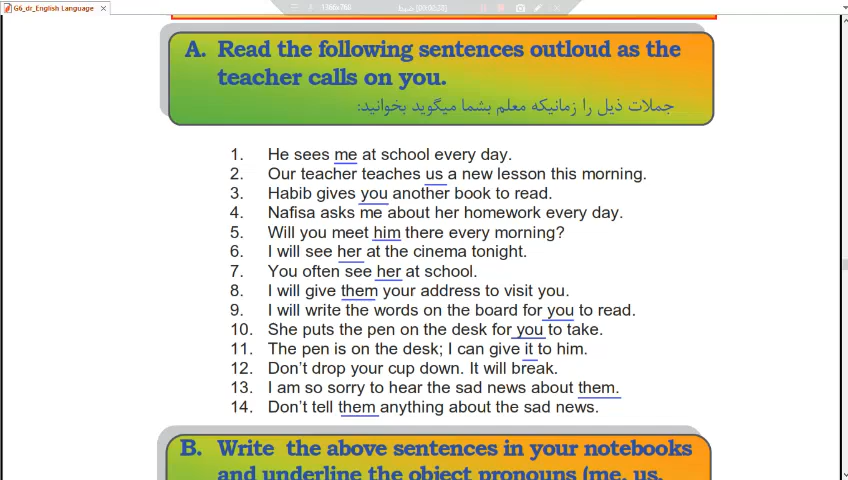 G6_dr_English Language
A. Read the following sentences outloud as the
teacher calls on you.
جملات ذیل را زمانیکه معلم بشما میگوید بخوانید:
1. He sees me at school every day.
2. Our teacher teaches us a new lesson this morning.
3. Habib gives you another book to read.
4. Nafisa asks me about her homework every day.
5. Will you meet him there every morning?
6. I will see her at the cinema tonight.
7. You often see her at school.
8. I will give them your address to visit you.
9. I will write the words on the board for you to read.
10. She puts the pen on the desk for you to take.
11. The pen is on the desk; I can give it to him.
12. Don't drop your cup down. It will break.
13. I am so sorry to hear the sad news about them.
14. Don't tell them anything about the sad news.
B. Write the above sentences in your notebooks
and underline the object pronouns (me, us,